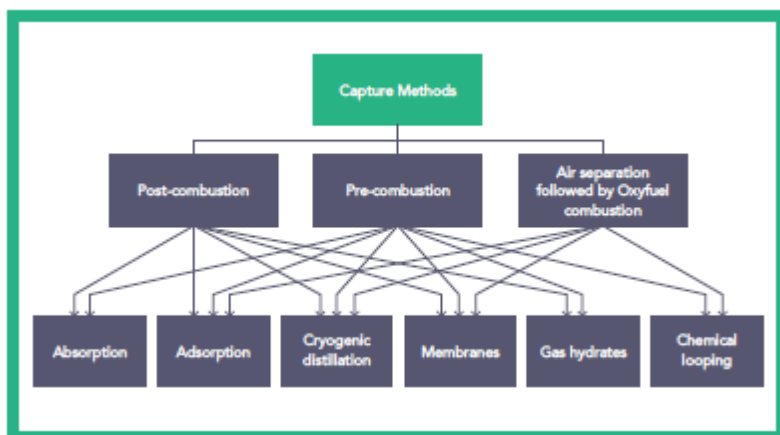 Capture Methods
Post-combustion
Pre-combustion
Air separation
followed by Oxyfuel
combustion
Absorption
Adsorption
Cryogenic
distillation
Membranes
Gas hydrates
Chemical
looping